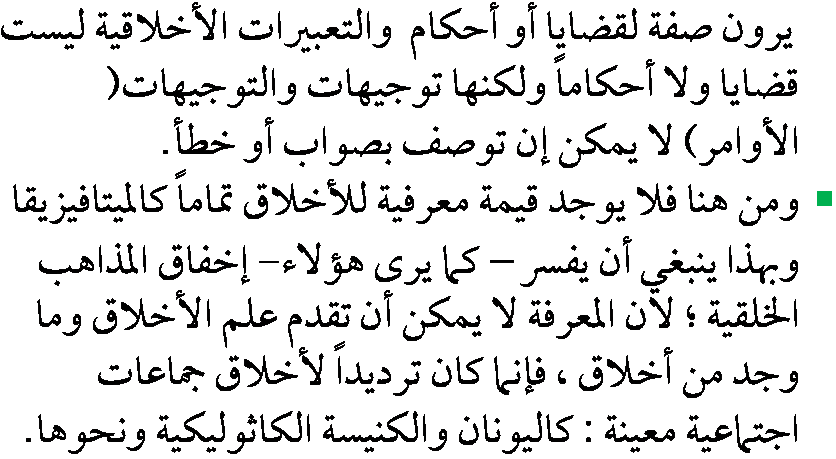 يرون صفة لقضايا أو أحكام والتعبيرات الأخلاقية ليست
قضايا ولا أحكاماً ولكنها توجيهات والتوجيهات(
الأوامر) لا يمكن إن توصف بصواب أو خطأ.
ومن هنا فلا يوجد قيمة معرفية للأخلاق تماماً كالميتافيزيقا
وبهذا ينبغي أن يفسر – كما يرى هؤلاء– إخفاق المذاهب
الخلقية ؛ لأن المعرفة لا يمكن أن تقدم علم الأخلاق وما
وجد من أخلاق ، فإنما كان ترديداً لأخلاق جماعات
اجتماعية معينة : كاليونان والكنيسة الكاثوليكية ونحوها.